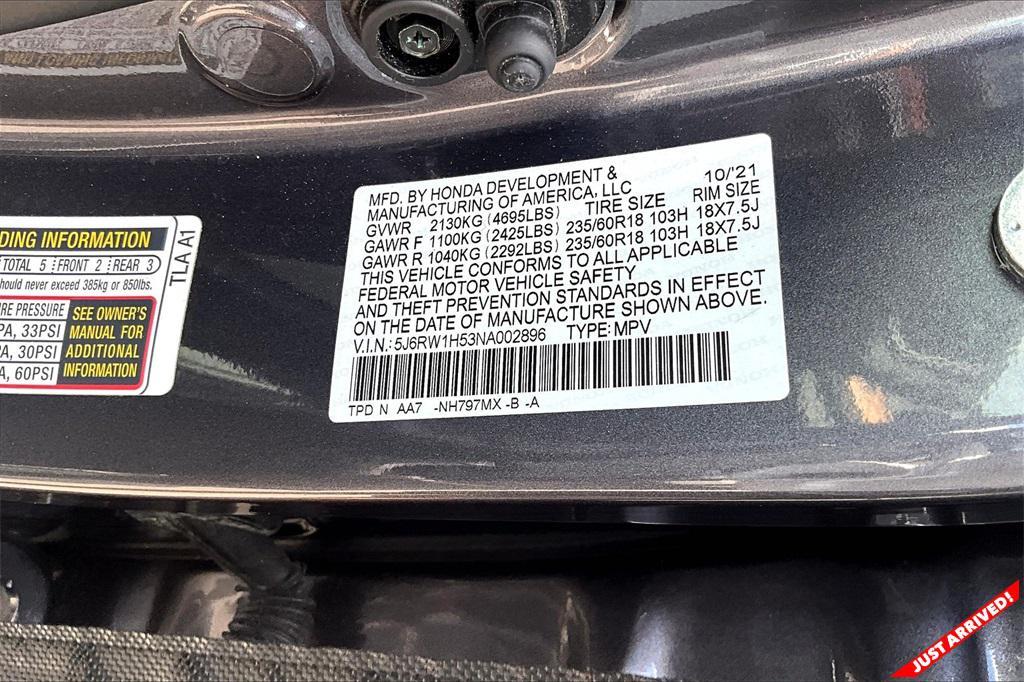 MFD. BY HONDA DEVELOPMENT & 10/'21
MANUFACTURING OF AMERICA, LLC
TIRE SIZE RIM SIZE
GVWR 2130KG (4695LBS)
GAWR F 1100KG (2425LBS) 235/60R18 103H 18X7.5J
GAWR R 1040KG (2292LBS) 235/60R18 103H 18X7.5J
THIS VEHICLE CONFORMS TO ALL APPLICABLE
FEDERAL MOTOR VEHICLE SAFETY
AND THEFT PREVENTION STANDARDS IN EFFECT
ON THE DATE OF MANUFACTURE SHOWN ABOVE.
V.I.N.: 5J6RW1H53NA002896 TYPE: MPV
TPD N AA7 -NH797MX -B -A
DING INFORMATION
TOTAL 5 FRONT 2 REAR 3
hould never exceed 385kg or 850lbs.
RE PRESSURE
PA, 33PSI
PA, 30PSI
A, 60PSI
SEE OWNER'S
MANUAL FOR
ADDITIONAL
INFORMATION
TLA A1
JUST ARRIVED!